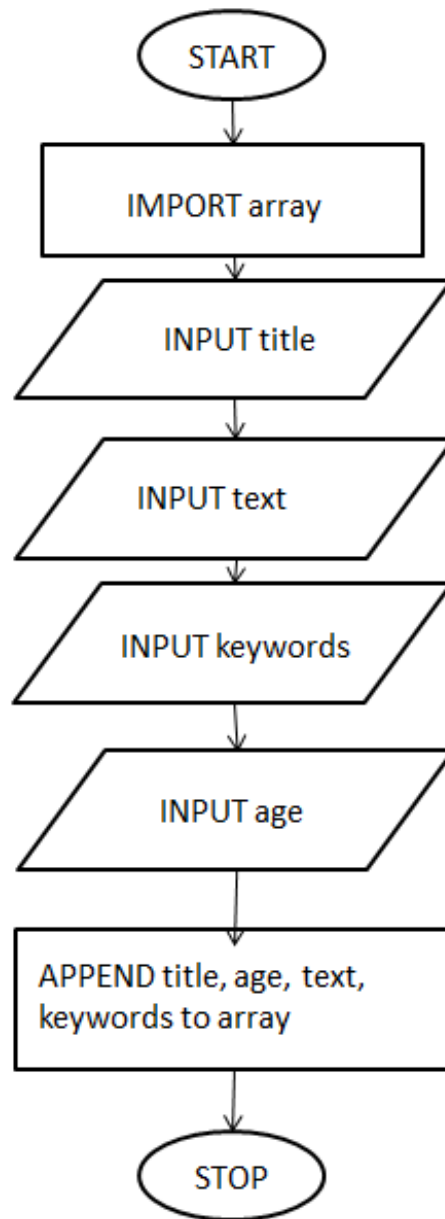 START
IMPORT array
INPUT title
INPUT text
INPUT keywords
INPUT age
APPEND title, age, text,
keywords to array
STOP